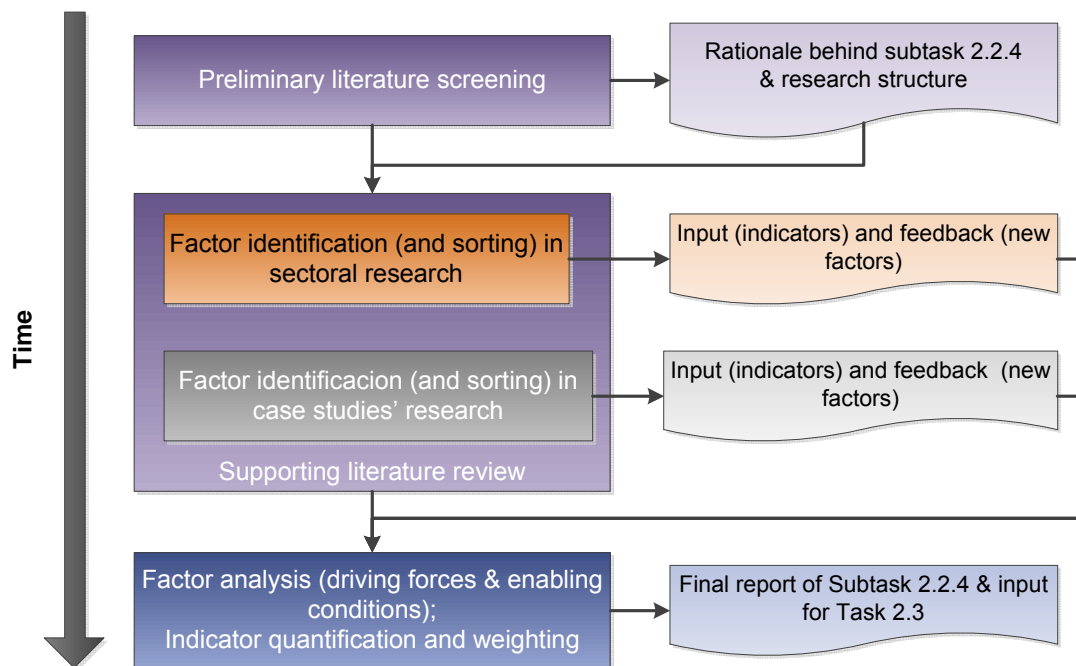 Preliminary literature screening
Rationale behind subtask 2.2.4
& research structure
Time
Factor identification (and sorting) in
sectoral research
Input (indicators) and feedback (new
factors)
Factor identificacion (and sorting) in
case studies’ research
Input (indicators) and feedback (new
factors)
Supporting literature review
Factor analysis (driving forces & enabling
conditions);
Indicator quantification and weighting
Final report of Subtask 2.2.4 & input
for Task 2.3